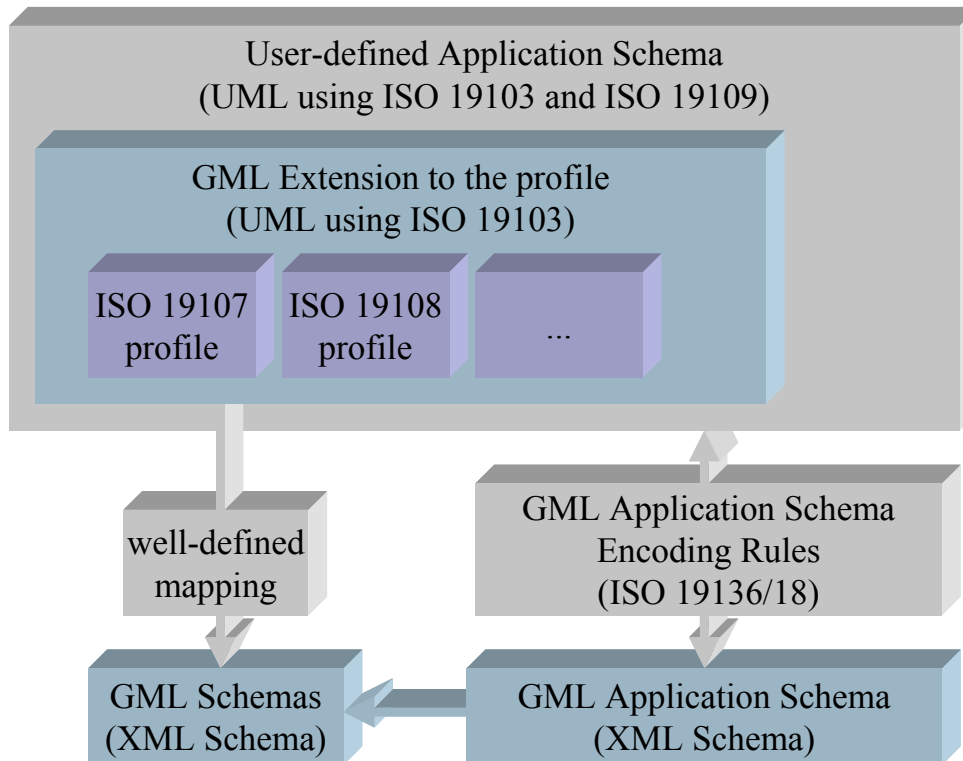 User-defined Application Schema
(UML using ISO 19103 and ISO 19109)
GML Extension to the profile
(UML using ISO 19103)
ISO 19107
profile
ISO 19108
profile
...
well-defined
mapping
GML Application Schema
Encoding Rules
(ISO 19136/18)
GML Schemas
(XML Schema)
GML Application Schema
(XML Schema)